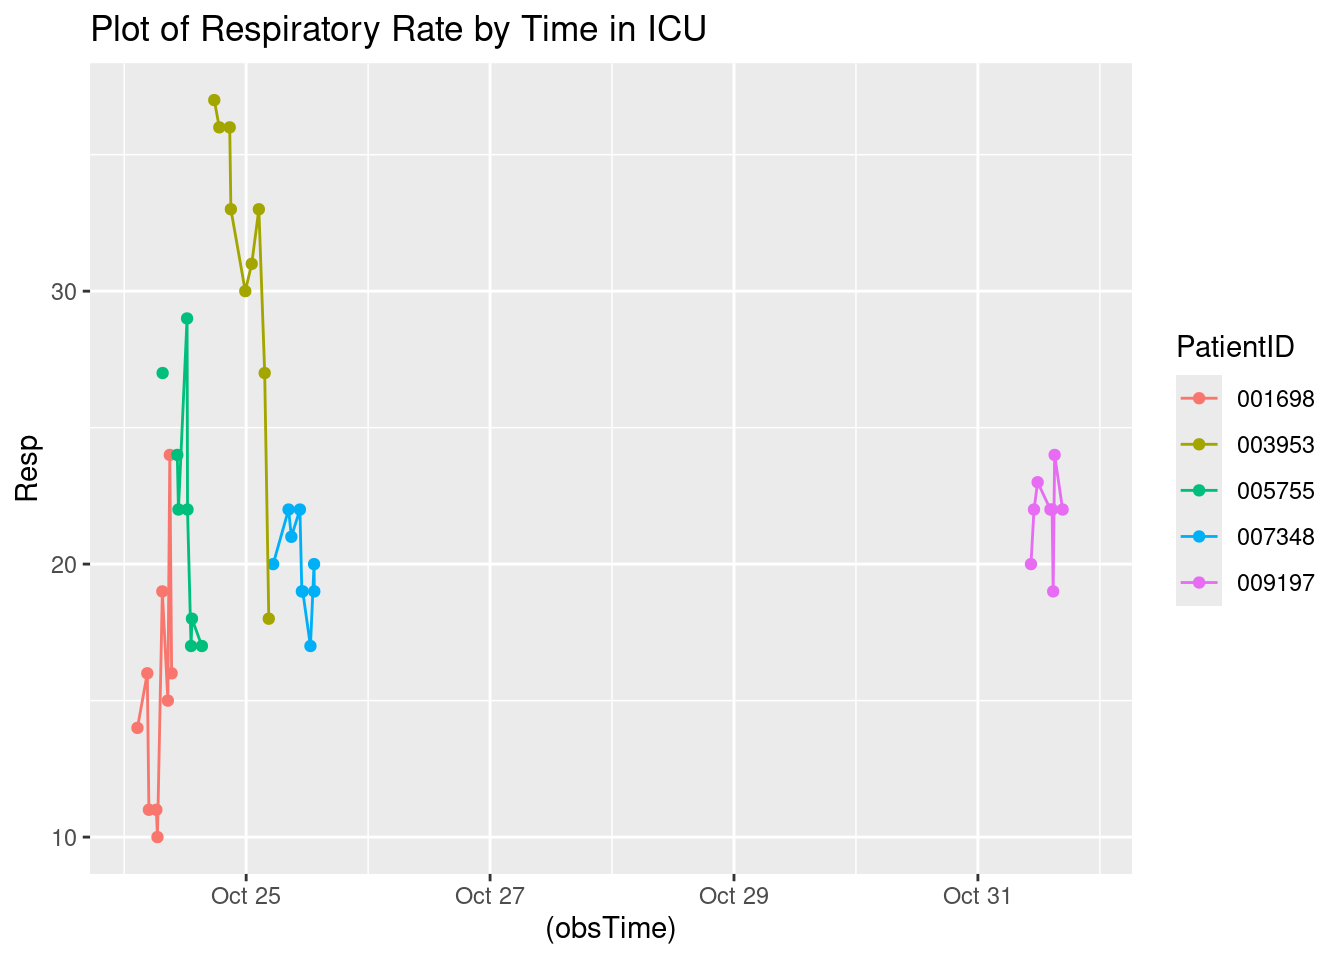 Plot of Respiratory Rate by Time in ICU
Resp
30
20
10
Oct 25
Oct 27
Oct 29
Oct 31
(obsTime)
PatientID
001698
003953
005755
007348
009197